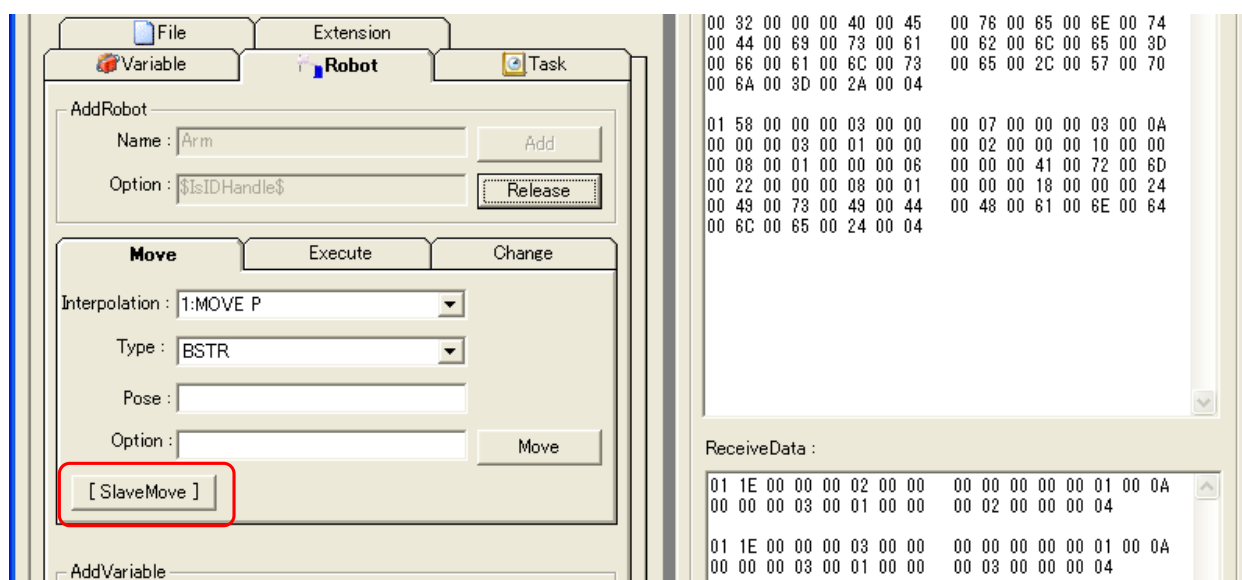 File
Extension
Variable
Robot
Task
AddRobot
Name : Arm
Add
Option : $IsIDHandle$
Release
Move
Execute
Change
Interpolation : 1:MOVE P
Type : BSTR
Pose :
Option :
Move
[ SlaveMove ]
AddVariable
00 32 00 00 00 40 00 45 00 76 00 65 00 6E 00 74
00 44 00 69 00 73 00 61 00 62 00 6C 00 65 00 3D
00 66 00 61 00 6C 00 73 00 65 00 2C 00 57 00 70
00 6A 00 3D 00 2A 00 04
01 58 00 00 00 03 00 00 00 07 00 00 00 03 00 0A
00 00 00 03 00 01 00 00 00 02 00 00 00 10 00 00
00 08 00 01 00 00 00 06 00 00 00 41 00 72 00 6D
00 22 00 00 00 08 00 01 00 00 00 18 00 00 00 24
00 49 00 73 00 49 00 44 00 48 00 61 00 6E 00 64
00 6C 00 65 00 24 00 04
ReceiveData :
01 1E 00 00 00 02 00 00 00 00 00 00 00 01 00 0A
00 00 00 03 00 01 00 00 00 02 00 00 00 04
01 1E 00 00 00 03 00 00 00 00 00 00 00 01 00 0A
00 00 00 03 00 01 00 00 00 03 00 00 00 04